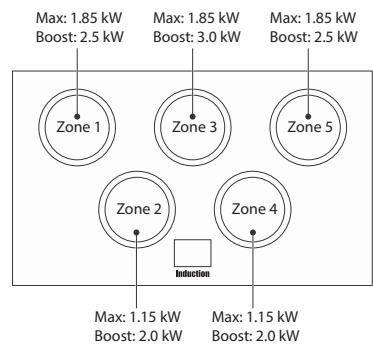 Max: 1.85 kW
Boost: 2.5 kW
Max: 1.85 kW
Boost: 3.0 kW
Max: 1.85 kW
Boost: 2.5 kW
Zone 1
Zone 3
Zone 5
Zone 2
Zone 4
Induction
Max: 1.15 kW
Boost: 2.0 kW
Max: 1.15 kW
Boost: 2.0 kW